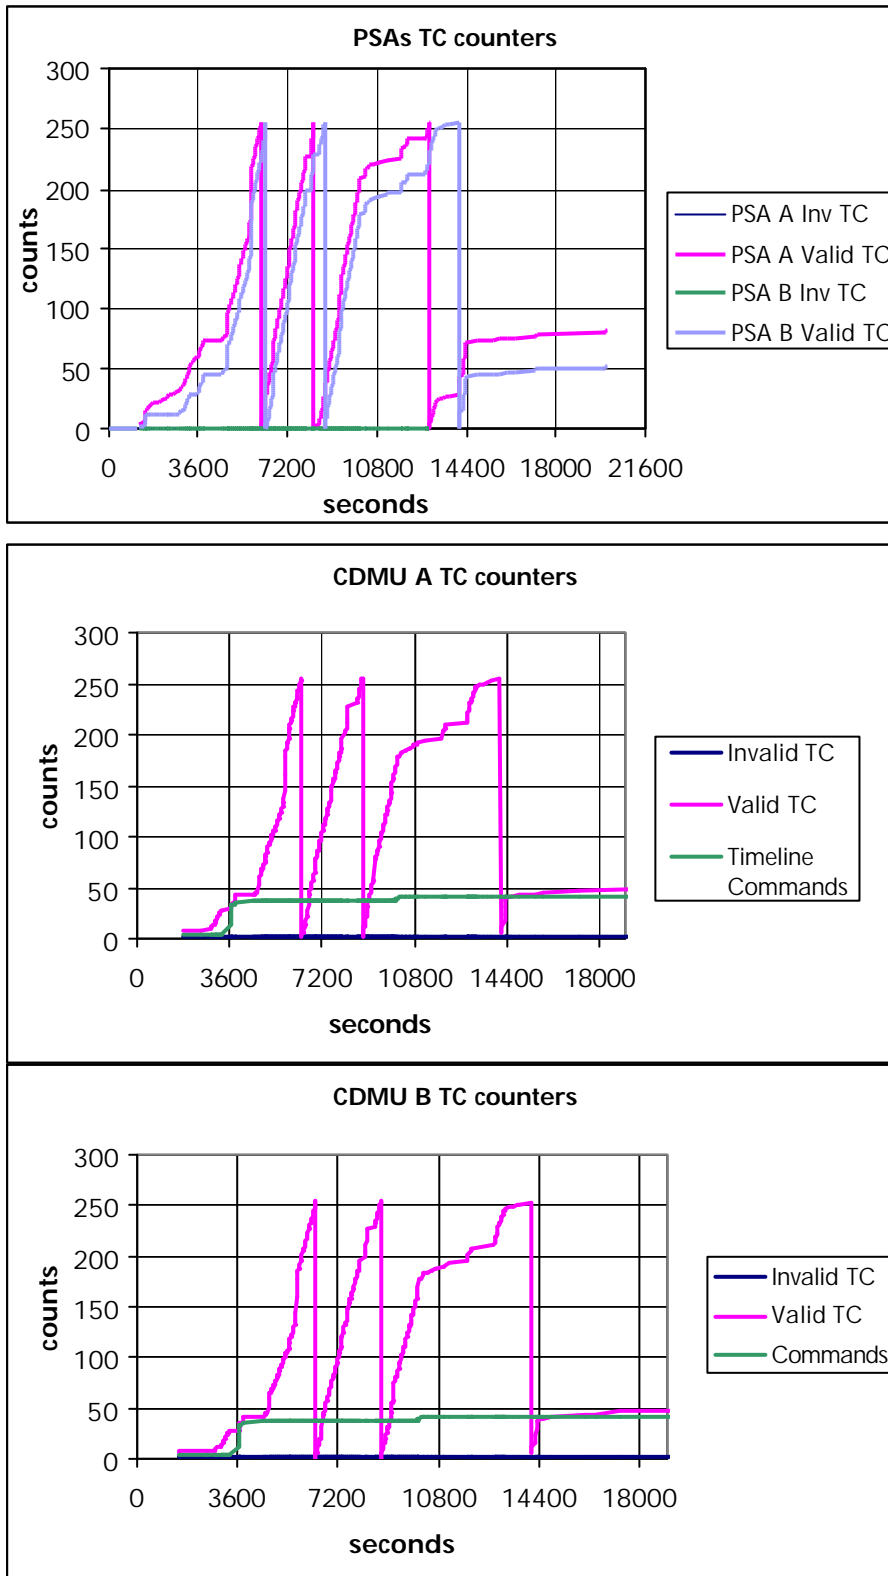 PSAs TC counters
300
250
200
150
100
50
0
counts
0 3600 7200 10800 14400 18000 21600
seconds
PSA A Inv TC
PSA A Valid TC
PSA B Inv TC
PSA B Valid TC
CDMU A TC counters
300
250
200
150
100
50
0
counts
0 3600 7200 10800 14400 18000
seconds
Invalid TC
Valid TC
Timeline
Commands
CDMU B TC counters
300
250
200
150
100
50
0
counts
0 3600 7200 10800 14400 18000
seconds
Invalid TC
Valid TC
Commands